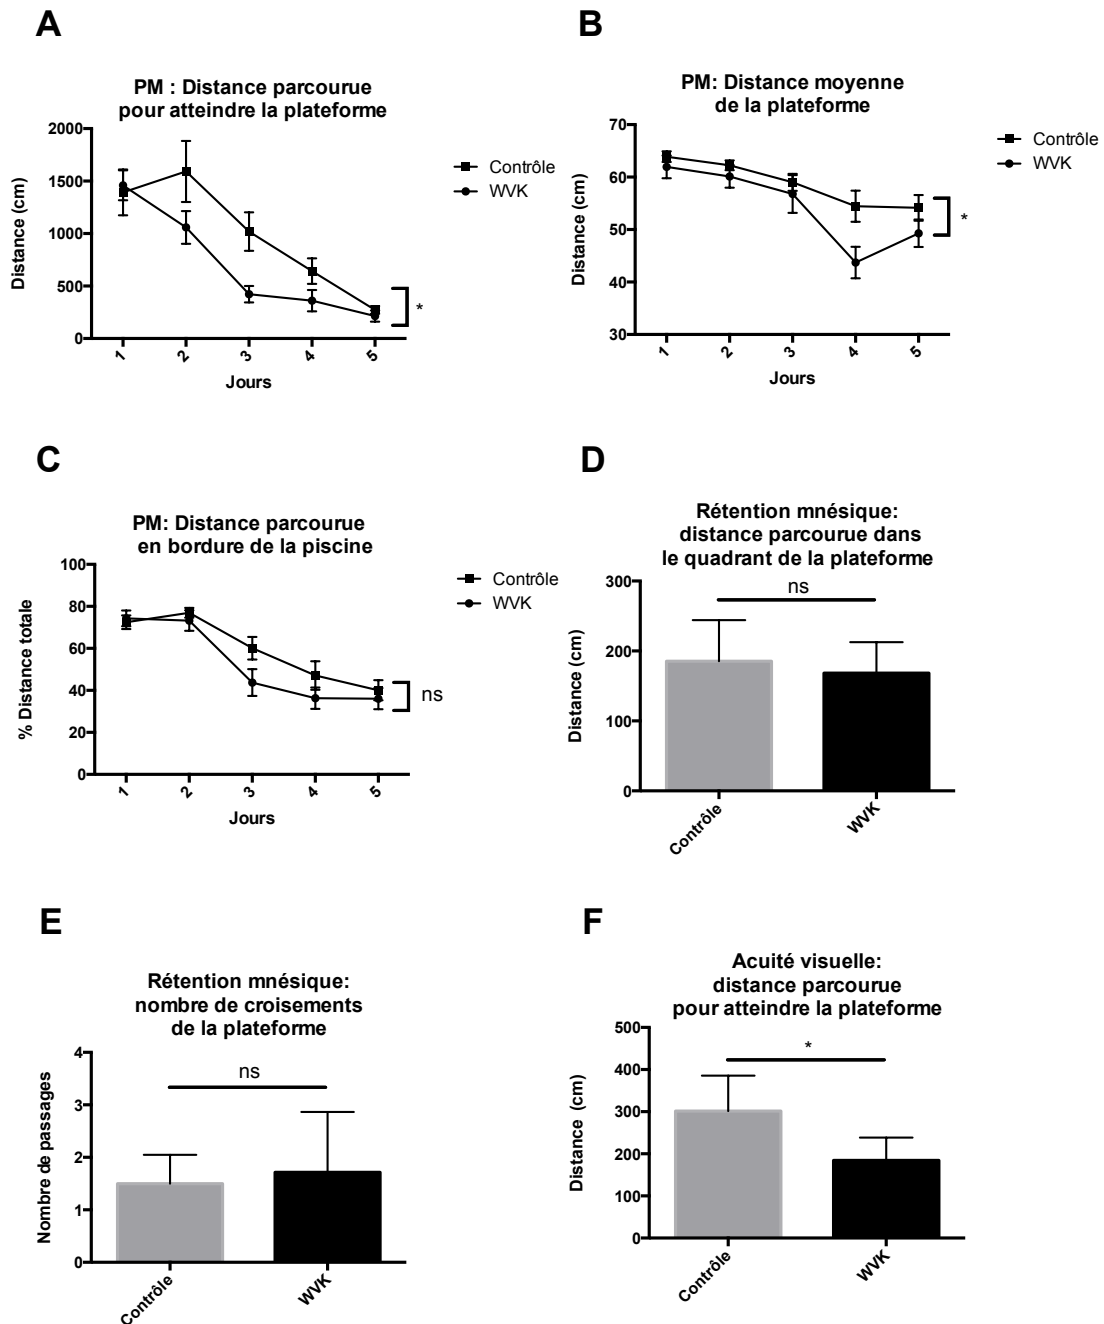 A
PM : Distance parcourue
pour atteindre la plateforme
2000
1500
1000
500
0
Distance (cm)
1
2
3
4
5
Jours
Contrôle
WVK
*
B
PM: Distance moyenne
de la plateforme
70
60
50
40
30
Distance (cm)
1
2
3
4
5
Jours
Contrôle
WVK
*
C
PM: Distance parcourue
en bordure de la piscine
100
80
60
40
20
0
% Distance totale
1
2
3
4
5
Jours
Contrôle
WVK
ns
D
Rétention mnésique:
distance parcourue dans
le quadrant de la plateforme
300
200
100
0
Distance (cm)
ns
Contrôle
WVK
E
Rétention mnésique:
nombre de croisements
de la plateforme
4
3
2
1
0
Nombre de passages
ns
Contrôle
WVK
F
Acuité visuelle:
distance parcourue
pour atteindre la plateforme
500
400
300
200
100
0
Distance (cm)
*
Contrôle
WVK